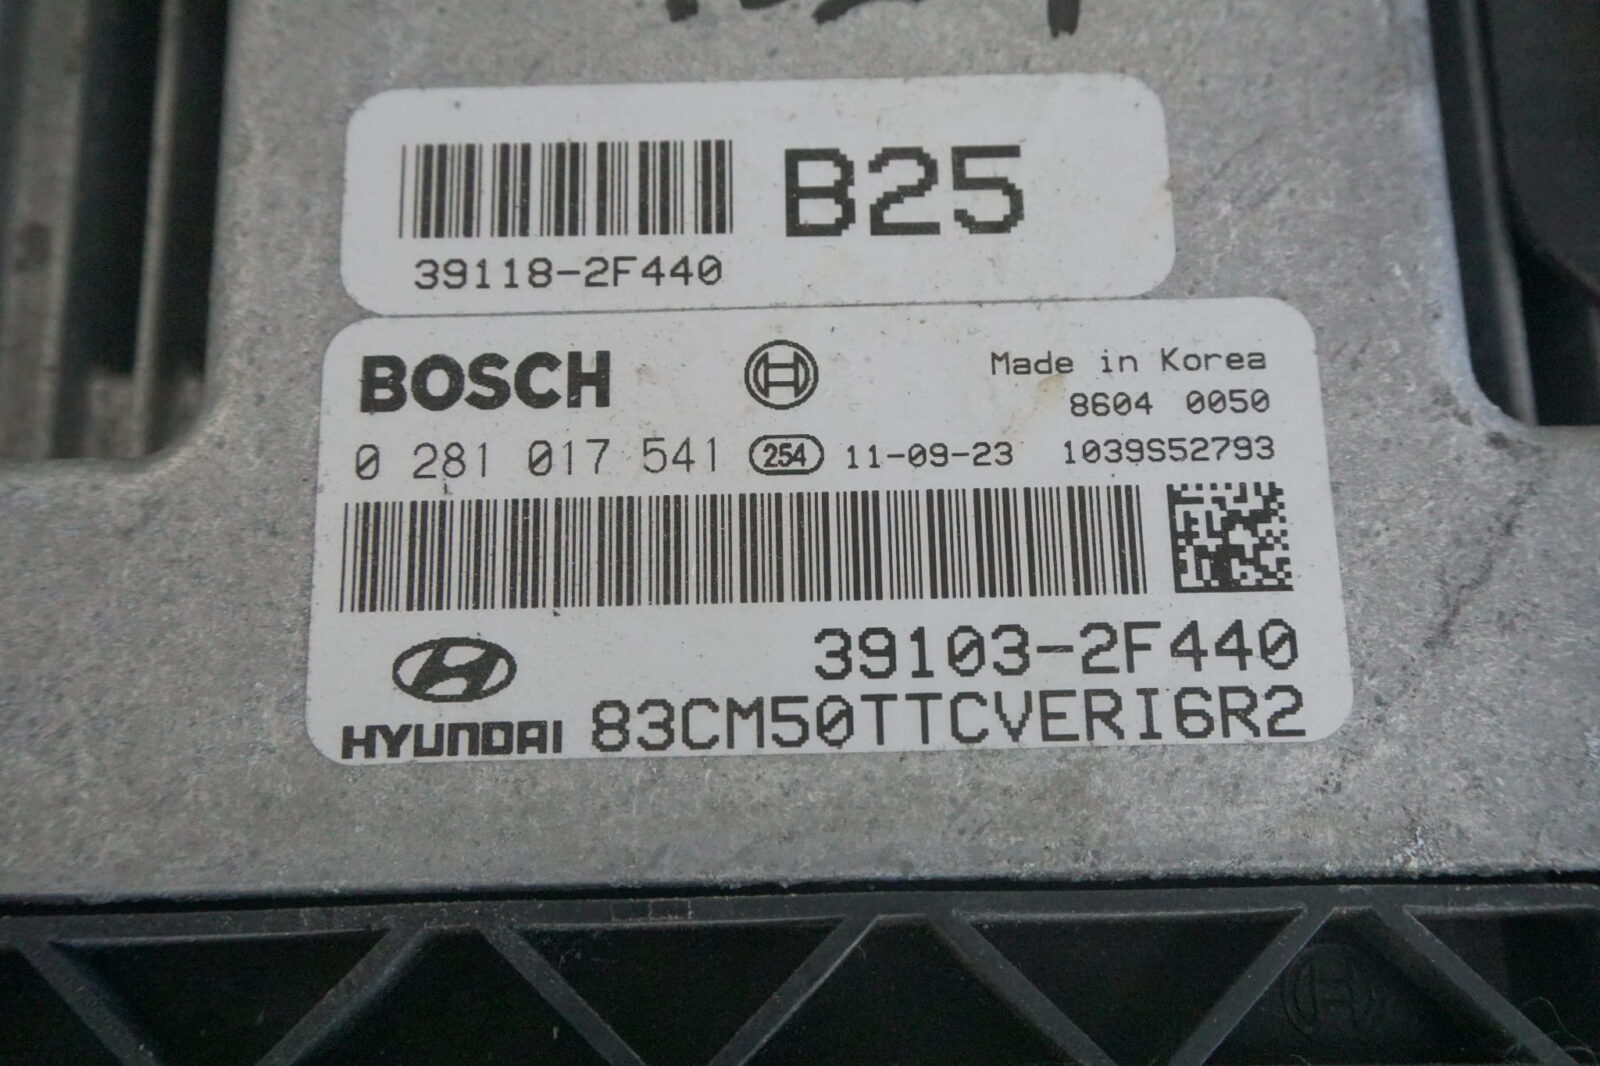 B25
39118-2F440
BOSCH
Made in Korea
8604 0050
0 281 017 541 254 11-09-23 1039S52793
39103-2F440
HYUNDAI 83CM50TTCVERI6R2